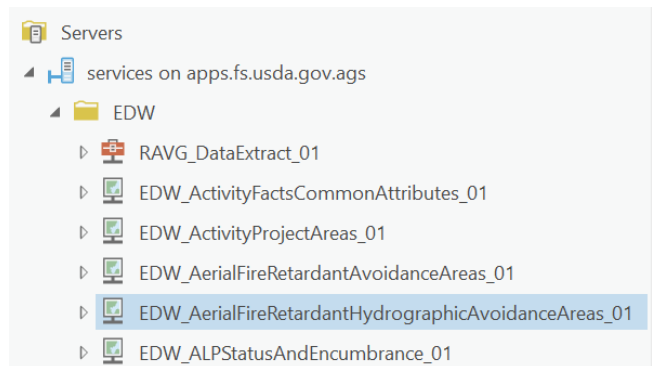 Servers
services on apps.fs.usda.gov.ags
EDW
RAVG_DataExtract_01
EDW_ActivityFactsCommonAttributes_01
EDW_ActivityProjectAreas_01
EDW_AerialFireRetardantAvoidanceAreas_01
EDW_AerialFireRetardantHydrographicAvoidanceAreas_01
EDW_ALPStatusAndEncumbrance_01